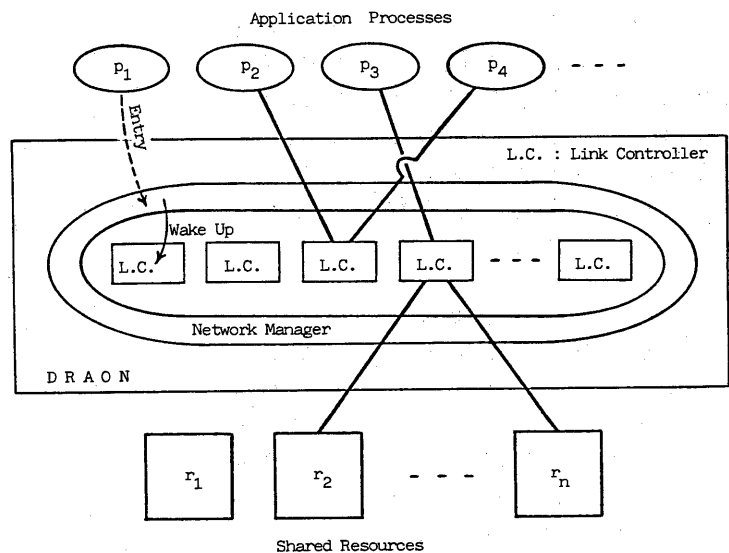 Application Processes
p1 p2 p3 p4 - - -
Entry
L.C. : Link Controller
Wake Up
L.C. L.C. L.C. L.C. - - - L.C.
Network Manager
D R A O N
r1 r2 - - - rn
Shared Resources